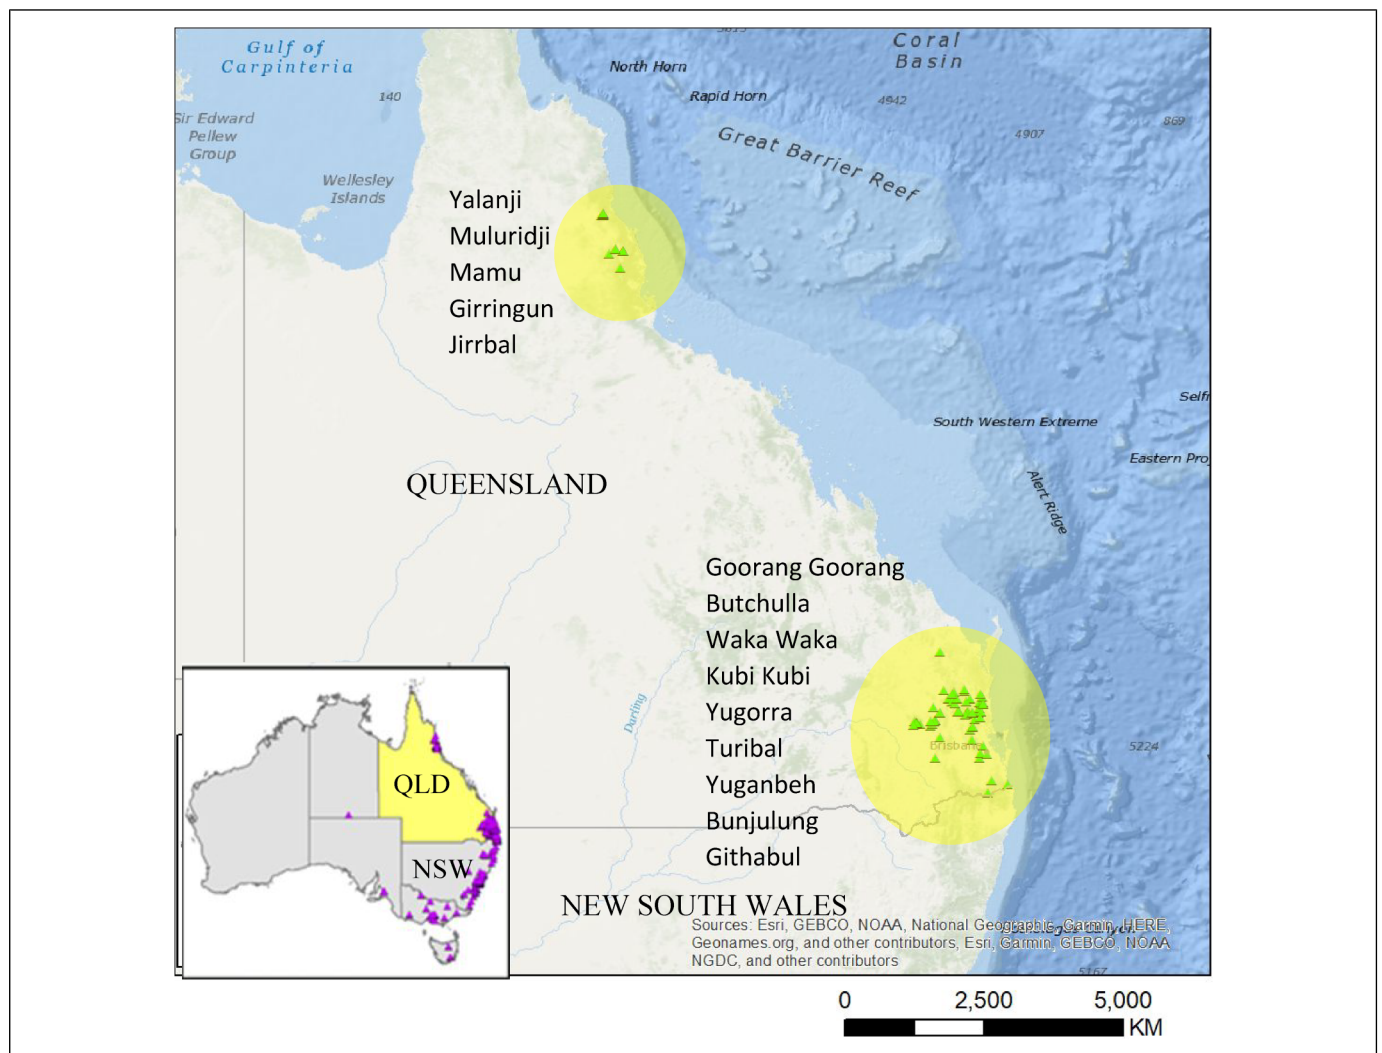 Gulf of
Carpinteria
5815
Coral
Basin
North Horn
Rapid Horn
140
4942
Sir Edward
Pellew
Group
869
4907
Great Barrier Reef
Wellesley
Islands
Yalanji
Muluridji
Mamu
Girringun
Jirrbal
Selfr
South Western Extreme
Eastern Pro
Alert Ridge
QUEENSLAND
Goorang Goorang
Butchulla
Waka Waka
Kubi Kubi
Yugorra
Turibal
Yuganbeh
Bunjulung
Githabul
Darling
Brisbane
5224
QLD
NSW
NEW SOUTH WALES
Sources: Esri, GEBCO, NOAA, National Geographic, Garmin, HERE,
Geonames.org, and other contributors, Esri, Garmin, GEBCO, NOAA
NGDC, and other contributors
5167
0 2,500 5,000
KM